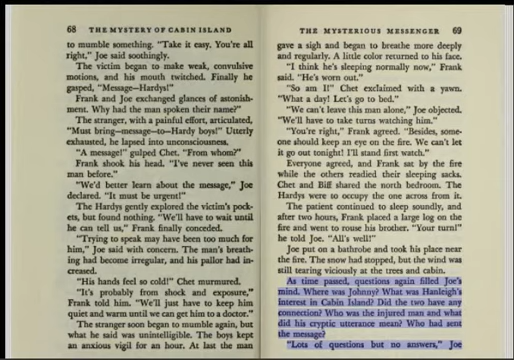 68 THE MYSTERY OF CABIN ISLAND
to mumble something. "Take it easy. You're all
right," Joe said soothingly.
The victim began to make weak, convulsive
motions, and his mouth twitched. Finally he
gasped, "Message—Hardys!"
Frank and Joe exchanged glances of astonish-
ment. Why had the man spoken their name?
The stranger, with a painful effort, articulated,
"Must bring—message—to—Hardy boys!" Utterly
exhausted, he lapsed into unconsciousness.
"A message!" gulped Chet. "From whom?"
Frank shook his head. "I've never seen this
man before."
"We'd better learn about the message," Joe
declared. "It must be urgent!"
The Hardys gently explored the victim's pock-
ets, but found nothing. "We'll have to wait until
he can tell us," Frank finally conceded.
"Trying to speak may have been too much for
him," Joe said with concern. The man's breath-
ing had become irregular, and his pallor had in-
creased.
"His hands feel so cold!" Chet murmured.
"It's probably from shock and exposure,"
Frank told him. "We'll just have to keep him
quiet and warm until we can get him to a doctor."
The stranger soon began to mumble again, but
what he said was unintelligible. The boys kept
an anxious vigil for an hour. At last the man
THE MYSTERIOUS MESSENGER 69
gave a sigh and began to breathe more deeply
and regularly. A little color returned to his face.
"I think he's sleeping normally now," Frank
said. "He's worn out."
"So am I!" Chet exclaimed with a yawn.
"What a day! Let's go to bed."
"We can't leave this man alone," Joe objected.
"We'll have to take turns watching him."
"You're right," Frank agreed. "Besides, some-
one should keep an eye on the fire. We can't let
it go out tonight! I'll stand first watch."
Everyone agreed, and Frank sat by the fire
while the others readied their sleeping sacks.
Chet and Biff shared the north bedroom. The
Hardys were to occupy the one across from it.
The patient continued to sleep soundly, and
after two hours, Frank placed a large log on the
fire and went to rouse his brother. "Your turn!"
he told Joe. "All's well!"
Joe put on a bathrobe and took his place near
the fire. The snow had stopped, but the wind was
still tearing viciously at the trees and cabin.
As time passed, questions again filled Joe's
mind. Where was Johnny? What was Hanleigh's
interest in Cabin Island? Did the two have any
connection? Who was the injured man and what
did his cryptic utterance mean? Who had sent
the message?
"Lots of questions but no answers," Joe